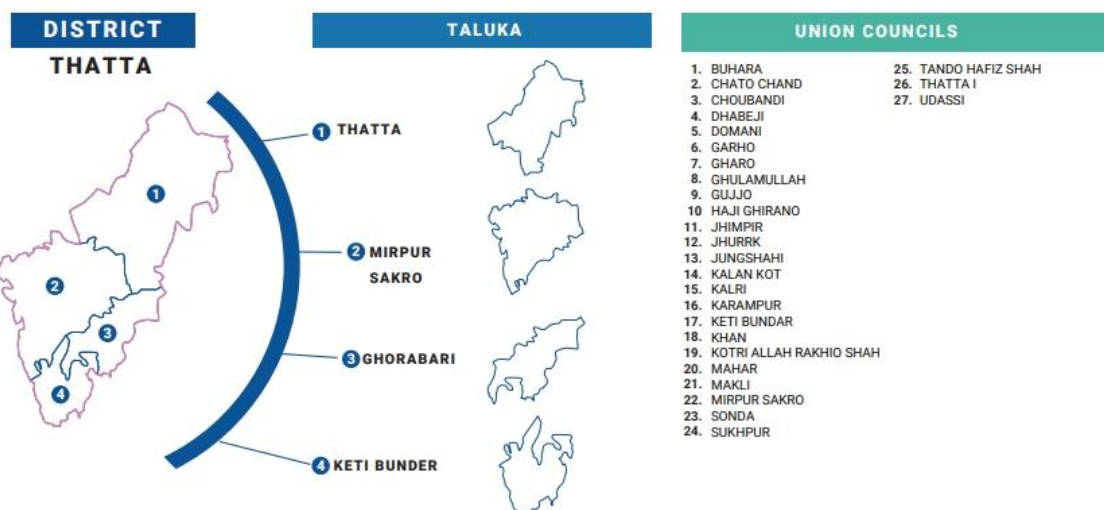 DISTRICT
THATTA
1
2
3
4
TALUKA
1 THATTA
2 MIRPUR
SAKRO
3 GHORABARI
4 KETI BUNDER
UNION COUNCILS
1. BUHARA
2. CHATO CHAND
3. CHOUBANDI
4. DHABEJI
5. DOMANI
6. GARHO
7. GHARO
8. GHULAMULLAH
9. GUJJO
10 HAJI GHIRANO
11. JHIMPIR
12. JHURRK
13. JUNGSHAHI
14. KALAN KOT
15. KALRI
16. KARAMPUR
17. KETI BUNDAR
18. KHAN
19. KOTRI ALLAH RAKHIO SHAH
20. MAHAR
21. MAKLI
22. MIRPUR SAKRO
23. SONDA
24. SUKHPUR
25. TANDO HAFIZ SHAH
26. THATTA I
27. UDASSI